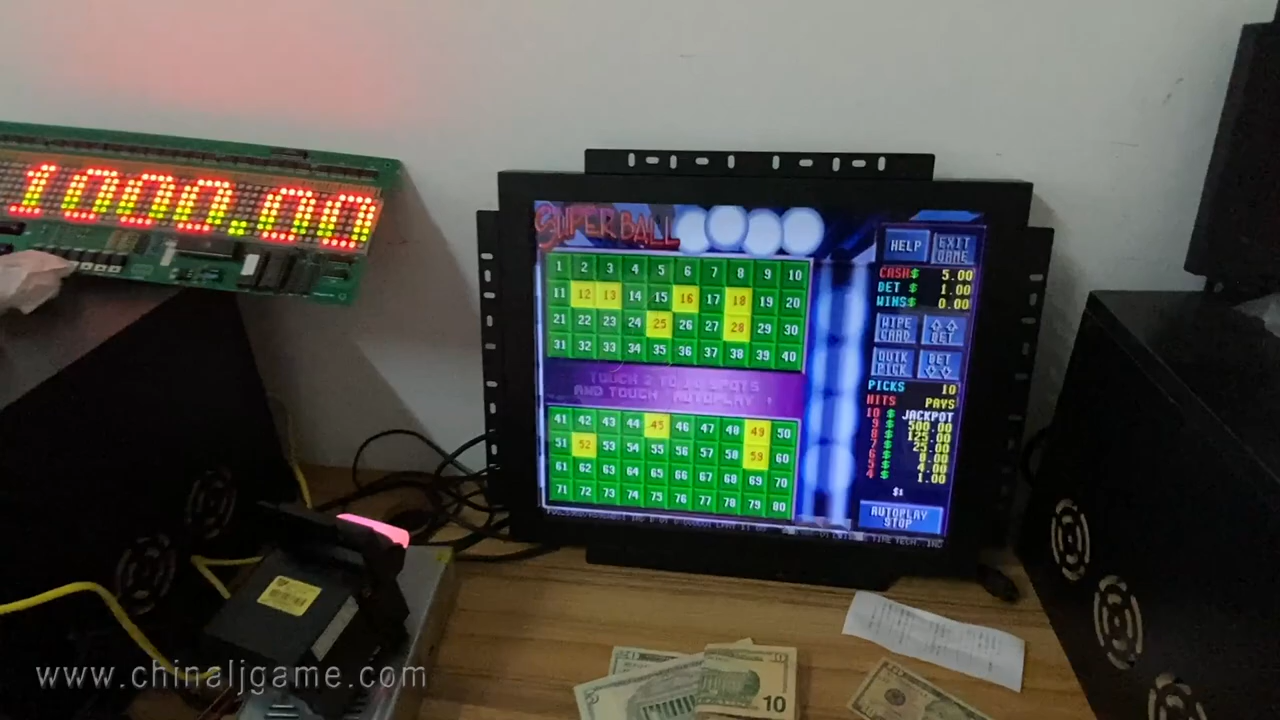 1000.00
SUPERBALL
HELP
EXIT GAME
CASH$ 5.00
BET $ 1.00
WINS$ 0.00
1 2 3 4 5 6 7 8 9 10
11 12 13 14 15 16 17 18 19 20
21 22 23 24 25 26 27 28 29 30
31 32 33 34 35 36 37 38 39 40
WIPE CARD
BET
QUIK PICK
BET
TOUCH 2 TO 10 SPOTS
AND TOUCH AUTOPLAY !
PICKS 10
HITS PAYS
10 $ JACKPOT
9 $ 500.00
8 $ 125.00
7 $ 25.00
6 $ 8.00
5 $ 4.00
4 $ 1.00
41 42 43 44 45 46 47 48 49 50
51 52 53 54 55 56 57 58 59 60
61 62 63 64 65 66 67 68 69 70
71 72 73 74 75 76 77 78 79 80
$1
AUTOPLAY
STOP
10
10
www.chinaljgame.com